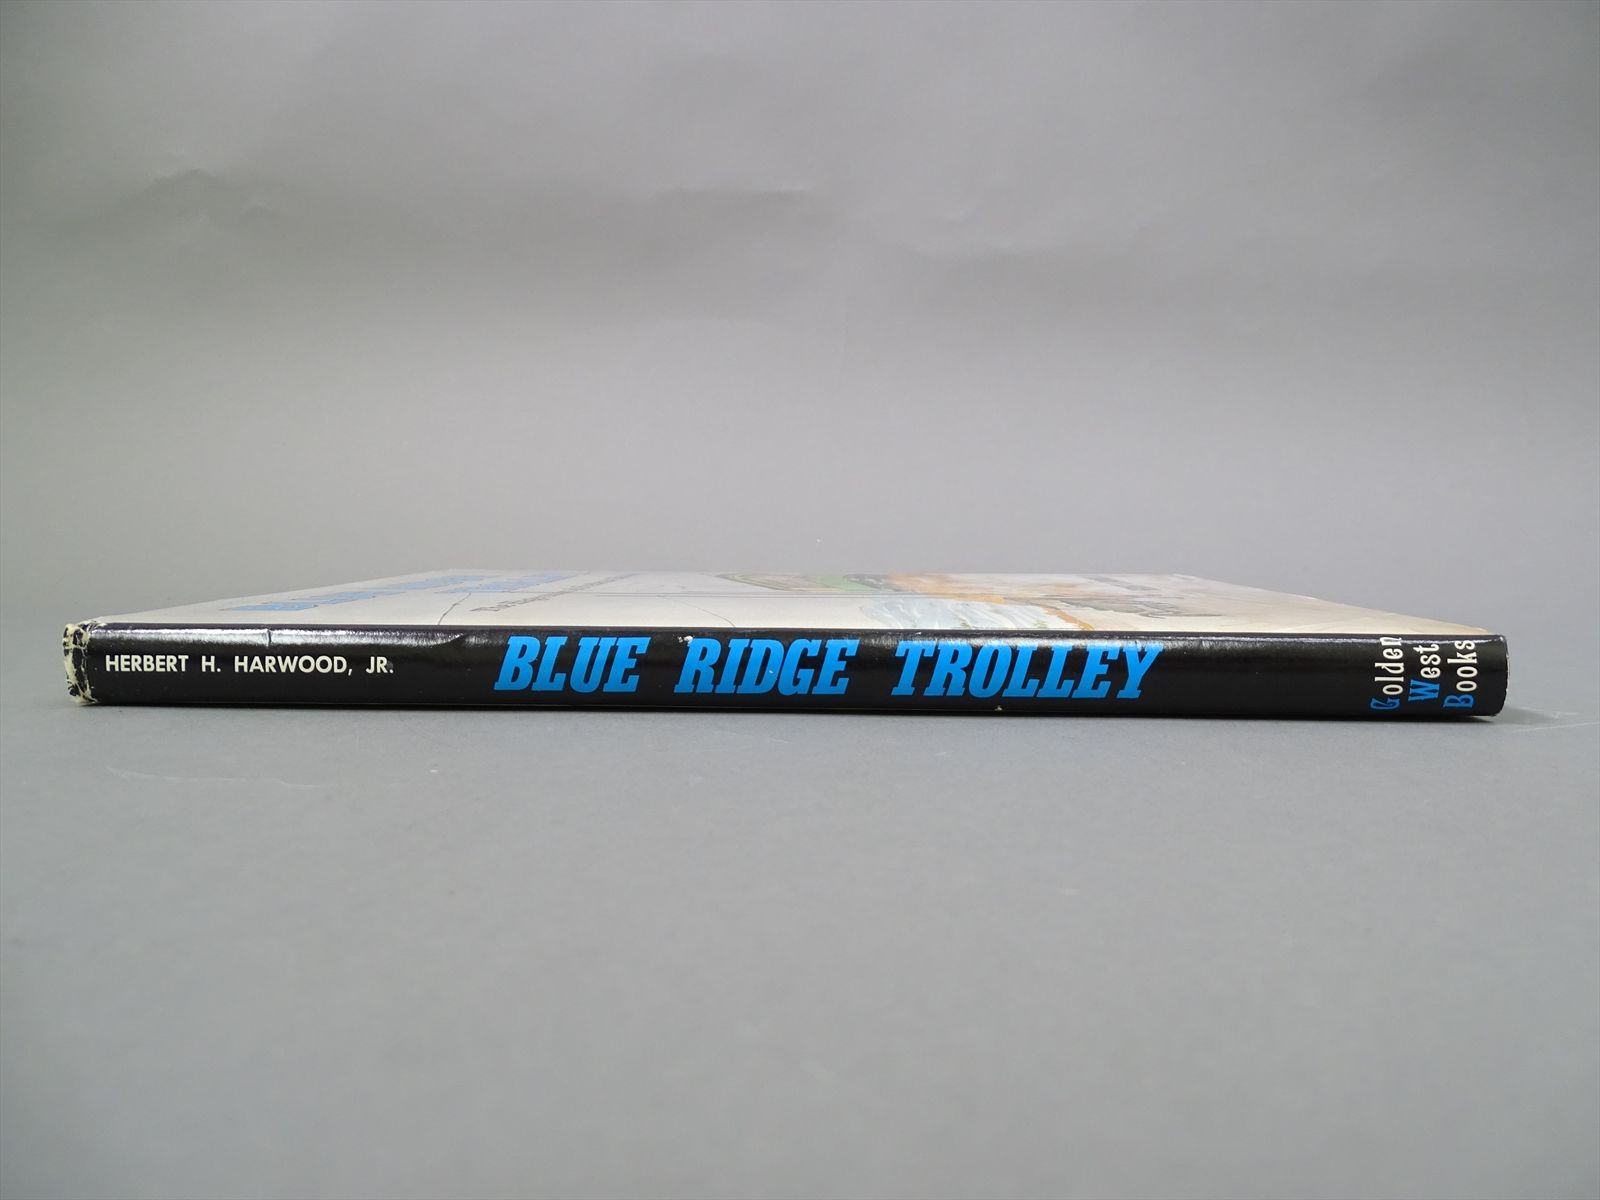 HERBERT H. HARWOOD, JR.
BLUE RIDGE TROLLEY
Golden
West
Books